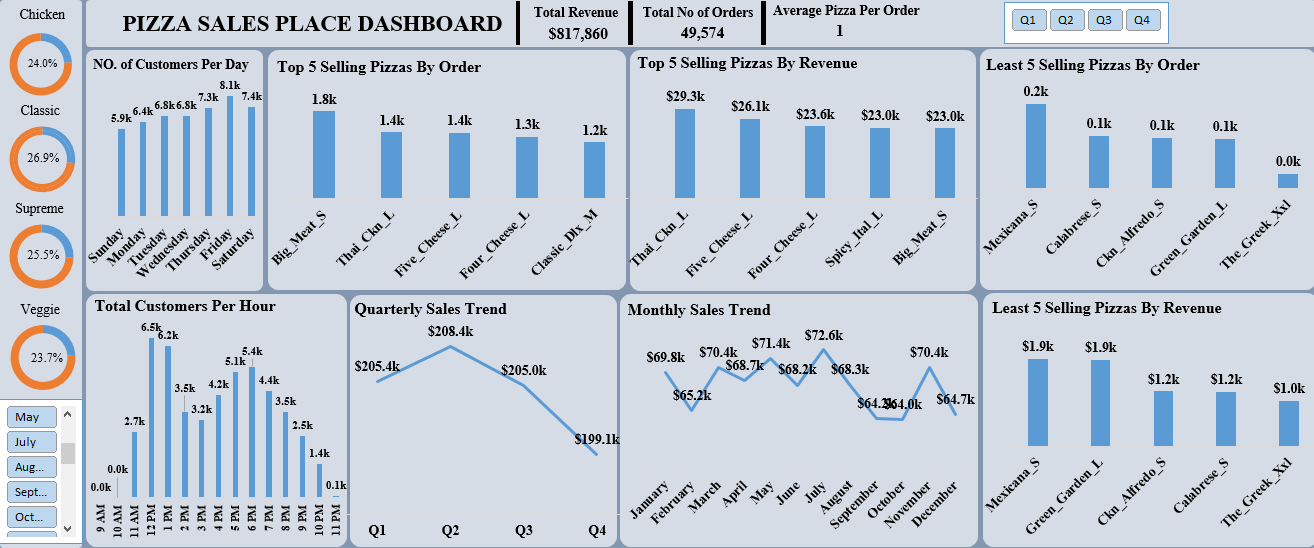 PIZZA SALES PLACE DASHBOARD
Total Revenue
$817,860
Total No of Orders
49,574
Average Pizza Per Order
1
Q1 Q2 Q3 Q4
Chicken
24.0%
Classic
26.9%
Supreme
25.5%
Veggie
23.7%
May
July
Aug...
Sept...
Oct...
NO. of Customers Per Day
5.9k 6.4k 6.8k 6.8k 7.3k 8.1k 7.4k
Sunday Monday Tuesday Wednesday Thursday Friday Saturday
Top 5 Selling Pizzas By Order
1.8k 1.4k 1.4k 1.3k 1.2k
Big_Meat_S Thai_Ckn_L Five_Cheese_L Four_Cheese_L Classic_Dlx_M
Top 5 Selling Pizzas By Revenue
$29.3k $26.1k $23.6k $23.0k $23.0k
Thai_Ckn_L Five_Cheese_L Four_Cheese_L Spicy_Ital_L Big_Meat_S
Least 5 Selling Pizzas By Order
0.2k 0.1k 0.1k 0.1k 0.0k
Mexicana_S Calabrese_S Ckn_Alfredo_S Green_Garden_L The_Greek_Xxl
Total Customers Per Hour
0.0k 0.0k 2.7k 6.5k 6.2k 3.5k 3.2k 4.2k 5.1k 5.4k 4.4k 3.5k 2.5k 1.4k 0.1k
9 AM 10 AM 11 AM 12 PM 1 PM 2 PM 3 PM 4 PM 5 PM 6 PM 7 PM 8 PM 9 PM 10 PM 11 PM
Quarterly Sales Trend
$205.4k $208.4k $205.0k $199.1k
Q1 Q2 Q3 Q4
Monthly Sales Trend
$69.8k $65.2k $70.4k $68.7k $71.4k $68.2k $72.6k $68.3k $64.2k $64.0k $70.4k $64.7k
January February March April May June July August September October November December
Least 5 Selling Pizzas By Revenue
$1.9k $1.9k $1.2k $1.2k $1.0k
Mexicana_S Green_Garden_L Ckn_Alfredo_S Calabrese_S The_Greek_Xxl